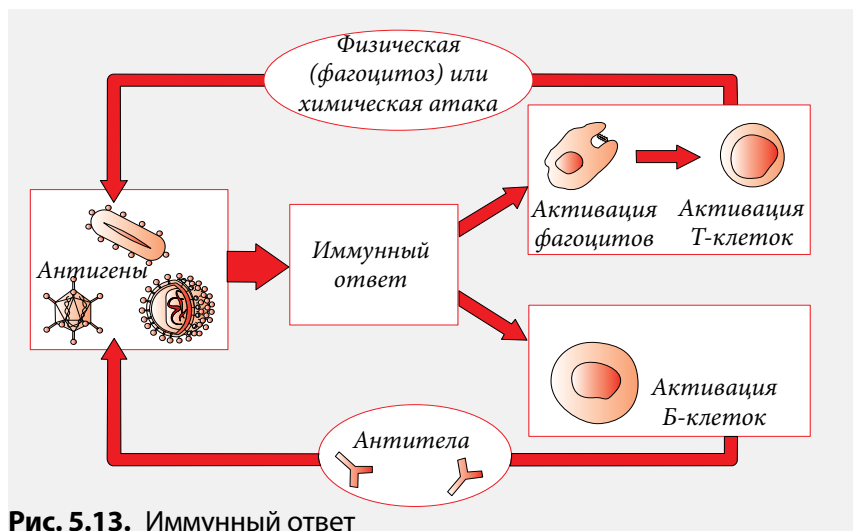 Физическая
(фагоцитоз) или
химическая атака
Активация
фагоцитов
Активация
Т-клеток
Антигены
Иммунный
ответ
Активация
Б-клеток
Антитела
Рис. 5.13. Иммунный ответ